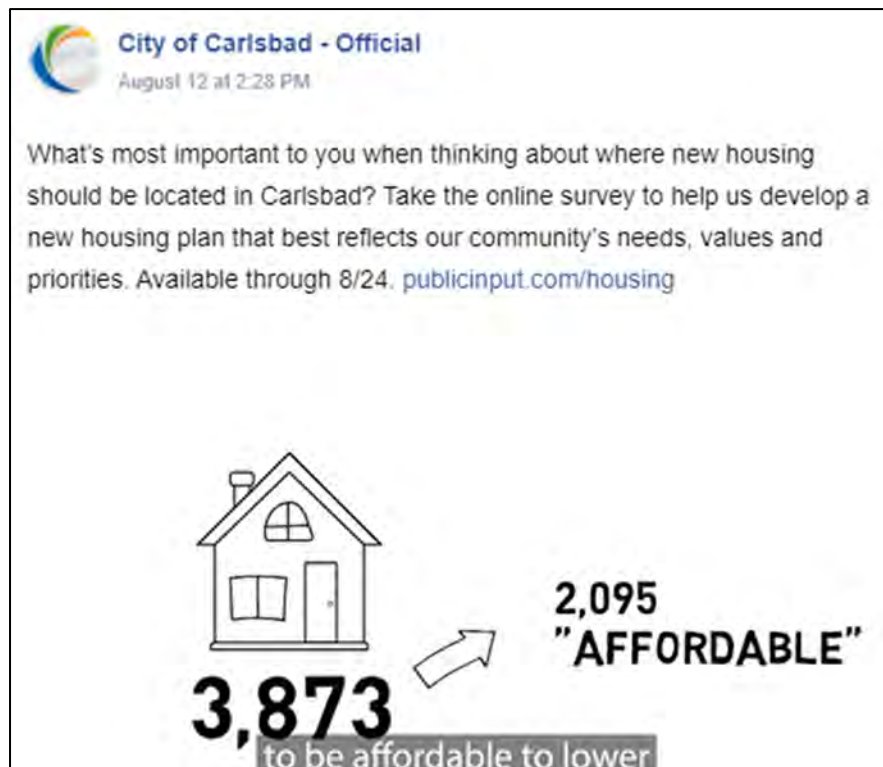 City of Carlsbad - Official
August 12 at 2:28 PM
What's most important to you when thinking about where new housing
should be located in Carlsbad? Take the online survey to help us develop a
new housing plan that best reflects our community's needs, values and
priorities. Available through 8/24. publicinput.com/housing
2,095
"AFFORDABLE"
3,873
to be affordable to lower